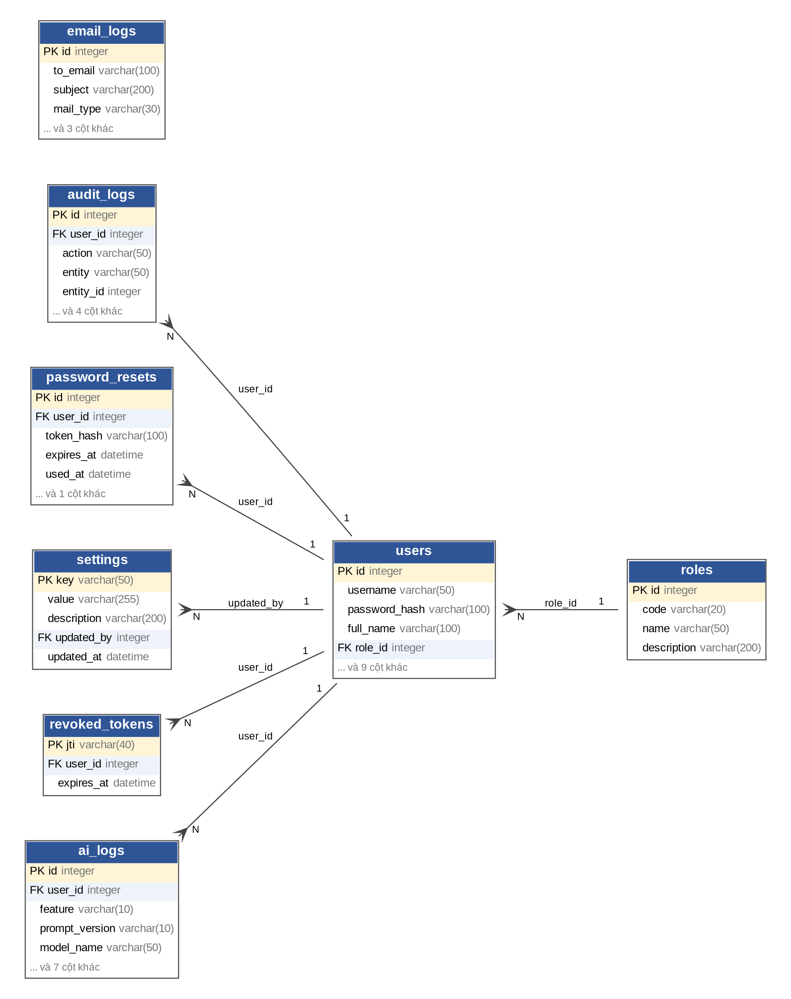 email_logs
PK id integer
to_email varchar(100)
subject varchar(200)
mail_type varchar(30)
... và 3 cột khác
audit_logs
PK id integer
FK user_id integer
action varchar(50)
entity varchar(50)
entity_id integer
... và 4 cột khác
N
user_id
1
password_resets
PK id integer
FK user_id integer
token_hash varchar(100)
expires_at datetime
used_at datetime
... và 1 cột khác
N
user_id
1
settings
PK key varchar(50)
value varchar(255)
description varchar(200)
FK updated_by integer
updated_at datetime
N
updated_by
1
users
PK id integer
username varchar(50)
password_hash varchar(100)
full_name varchar(100)
FK role_id integer
... và 9 cột khác
N
role_id
1
roles
PK id integer
code varchar(20)
name varchar(50)
description varchar(200)
revoked_tokens
PK jti varchar(40)
FK user_id integer
expires_at datetime
N
user_id
1
ai_logs
PK id integer
FK user_id integer
feature varchar(10)
prompt_version varchar(10)
model_name varchar(50)
... và 7 cột khác
N
user_id
1